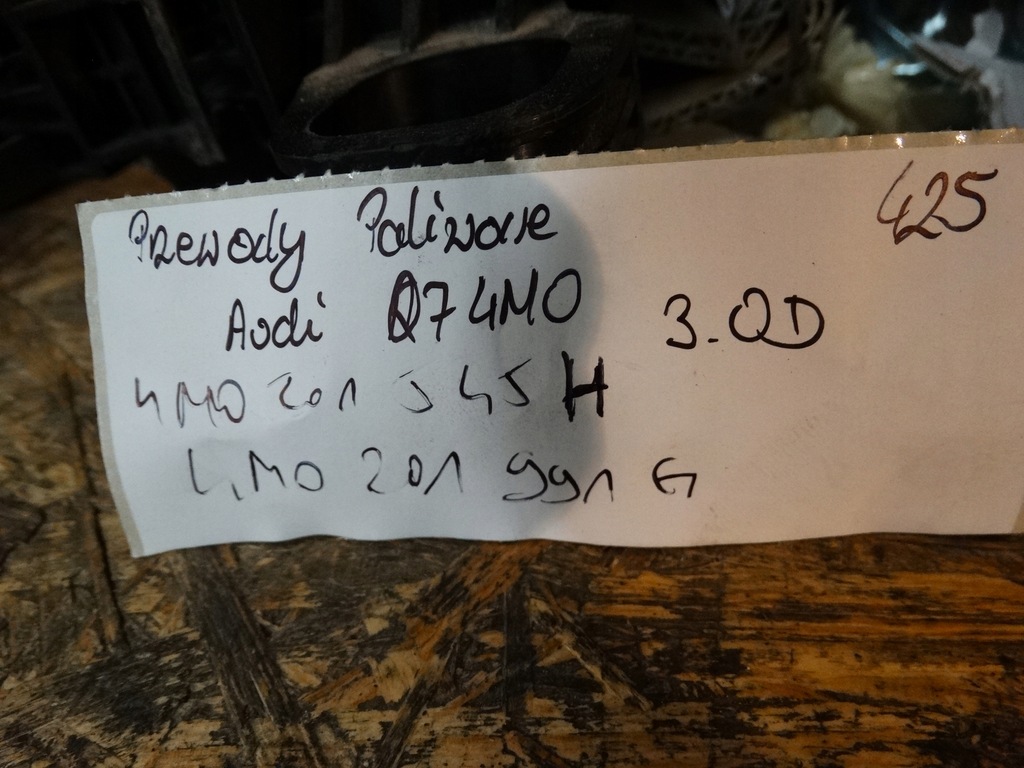 Przewody Paliwowe 425
Audi Q7 4M0 3.0D
4M0 201 545 H
4M0 201 991 G